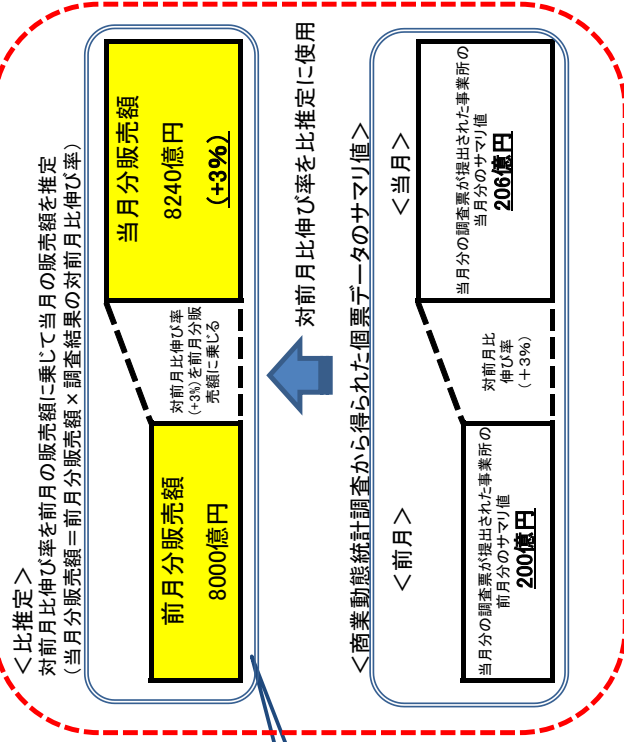 ＜比推定＞
対前月比伸び率を前月の販売額に乗じて当月の販売額を推定
（当月分販売額＝前月分販売額×調査結果の対前月比伸び率）
前月分販売額
8000億円
対前月比伸び率
(+3%)を前月分販
売額に乗じる
当月分販売額
8240億円
（+3%）
対前月比伸び率を比推定に使用
＜商業動態統計調査から得られた個票データのサマリ値＞
＜前月＞
当月分の調査票が提出された事業所の
前月分のサマリ値
200億円
対前月比
伸び率
（＋3%）
＜当月＞
当月分の調査票が提出された事業所の
当月分のサマリ値
206億円